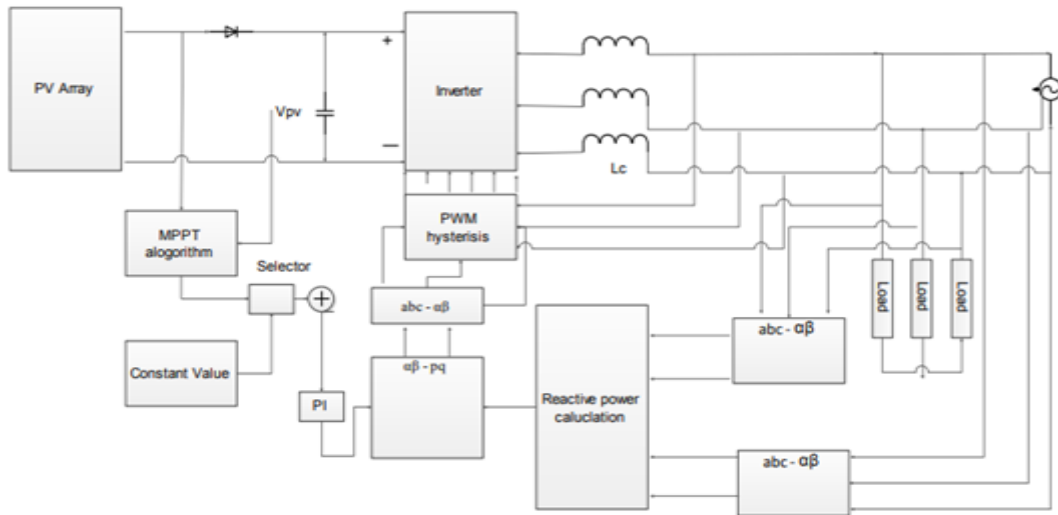 PV Array
+
Inverter
Vpv
−
Lc
MPPT
alogorithm
PWM
hysterisis
Selector
abc - αβ
Load
Load
Load
Constant Value
αβ - pq
PI
Reactive power
caluclation
abc - αβ
abc - αβ